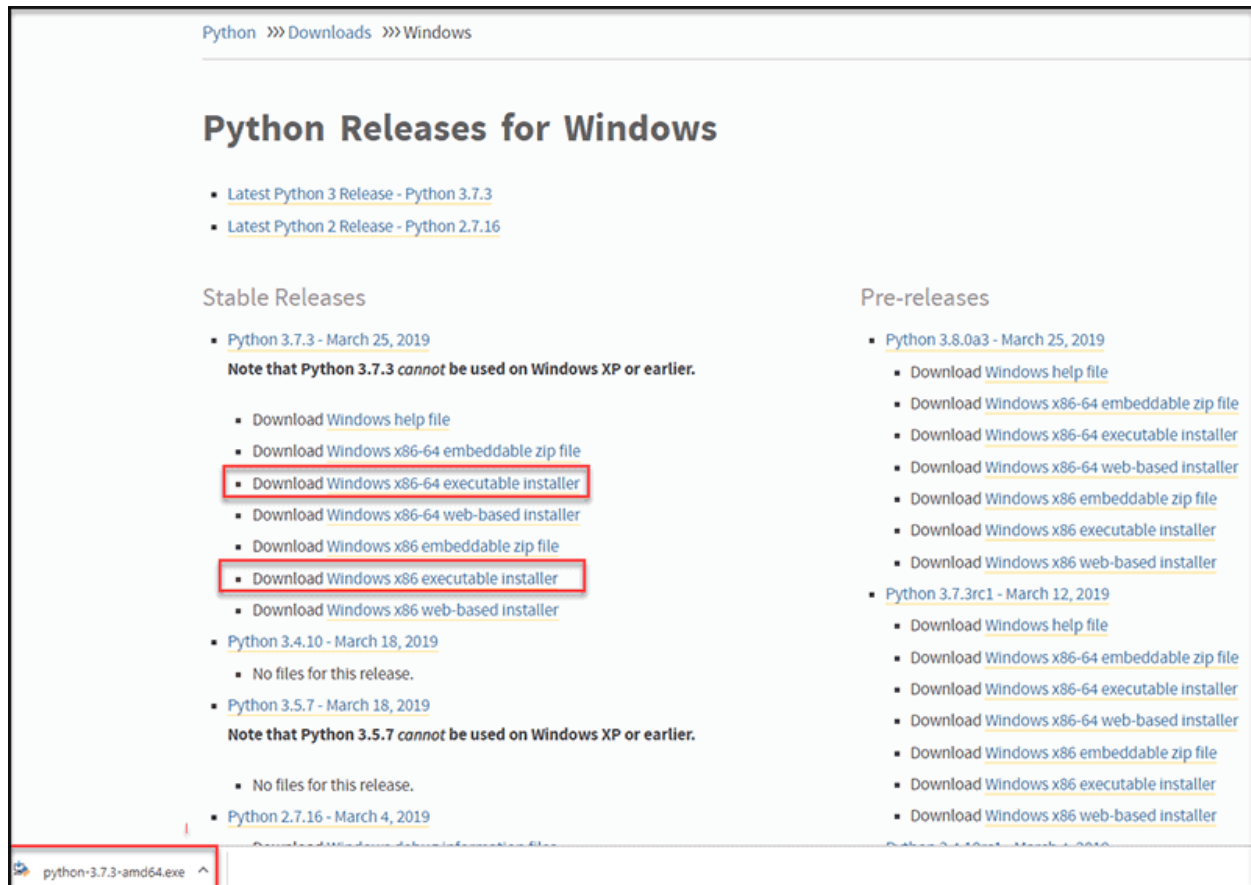 Python >>> Downloads >>> Windows
Python Releases for Windows
Latest Python 3 Release - Python 3.7.3
Latest Python 2 Release - Python 2.7.16
Stable Releases
Python 3.7.3 - March 25, 2019
Note that Python 3.7.3 cannot be used on Windows XP or earlier.
Download Windows help file
Download Windows x86-64 embeddable zip file
Download Windows x86-64 executable installer
Download Windows x86-64 web-based installer
Download Windows x86 embeddable zip file
Download Windows x86 executable installer
Download Windows x86 web-based installer
Python 3.4.10 - March 18, 2019
No files for this release.
Python 3.5.7 - March 18, 2019
Note that Python 3.5.7 cannot be used on Windows XP or earlier.
No files for this release.
Python 2.7.16 - March 4, 2019
Download Windows debug information files
Pre-releases
Python 3.8.0a3 - March 25, 2019
Download Windows help file
Download Windows x86-64 embeddable zip file
Download Windows x86-64 executable installer
Download Windows x86-64 web-based installer
Download Windows x86 embeddable zip file
Download Windows x86 executable installer
Download Windows x86 web-based installer
Python 3.7.3rc1 - March 12, 2019
Download Windows help file
Download Windows x86-64 embeddable zip file
Download Windows x86-64 executable installer
Download Windows x86-64 web-based installer
Download Windows x86 embeddable zip file
Download Windows x86 executable installer
Download Windows x86 web-based installer
python-3.7.3-amd64.exe